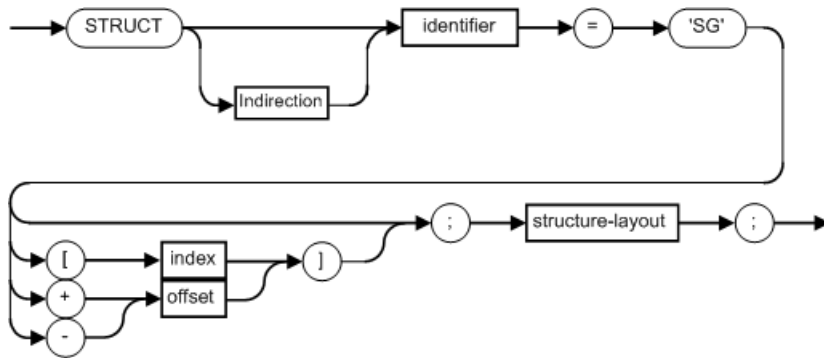 STRUCT identifier = 'SG'
Indirection
; structure-layout ;
[ index ]
+ offset
-